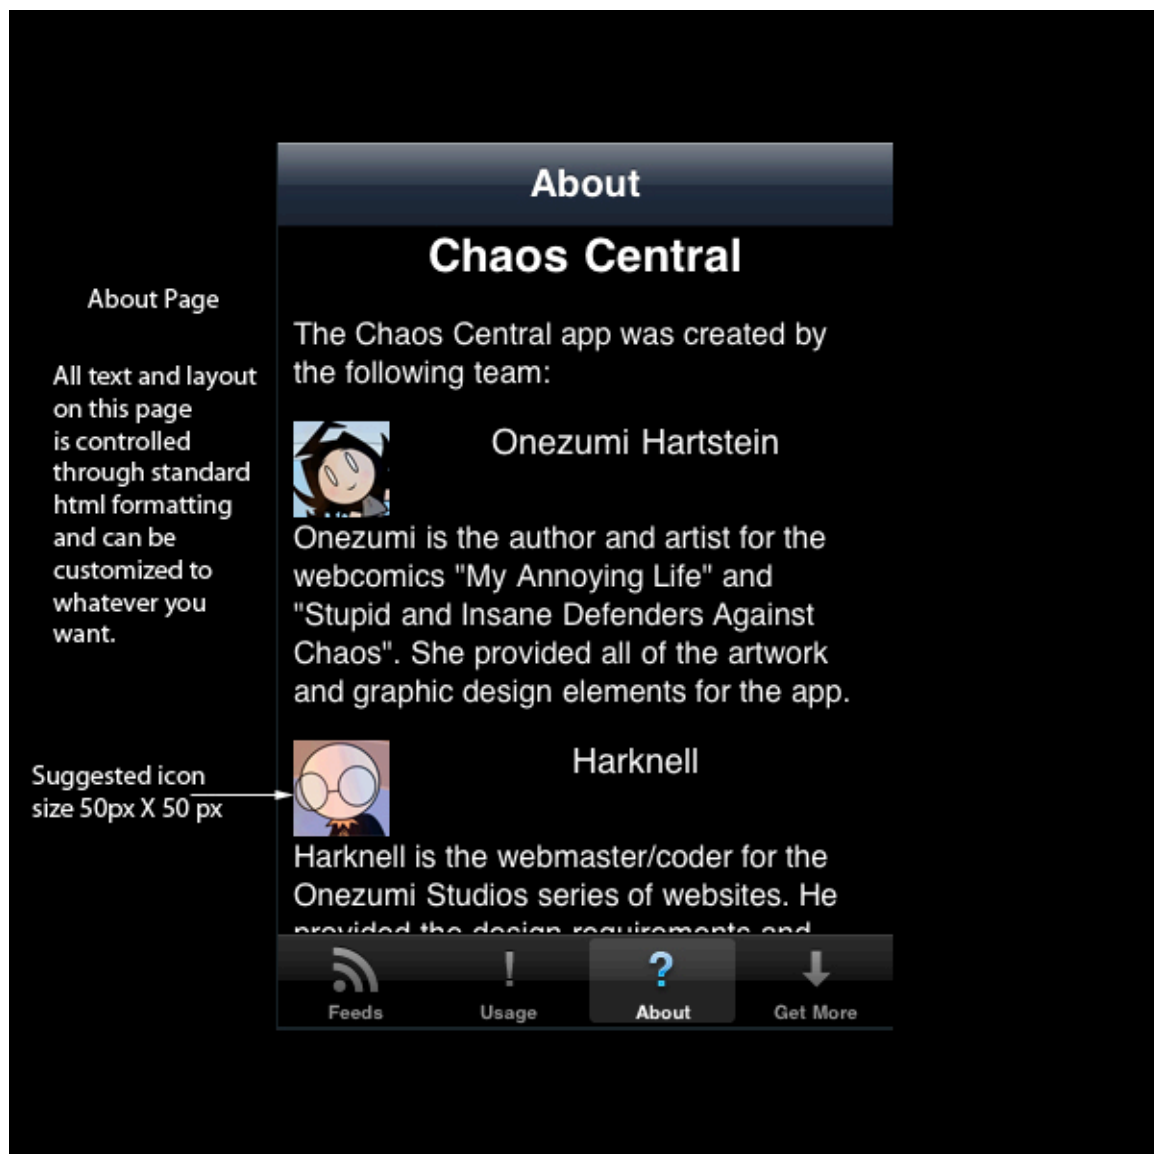 About
Chaos Central
About Page
All text and layout
on this page
is controlled
through standard
html formatting
and can be
customized to
whatever you
want.
Suggested icon
size 50px X 50 px
The Chaos Central app was created by
the following team:
Onezumi Hartstein
Onezumi is the author and artist for the
webcomics "My Annoying Life" and
"Stupid and Insane Defenders Against
Chaos". She provided all of the artwork
and graphic design elements for the app.
Harknell
Harknell is the webmaster/coder for the
Onezumi Studios series of websites. He
provided the design requirements and
Feeds
Usage
About
Get More